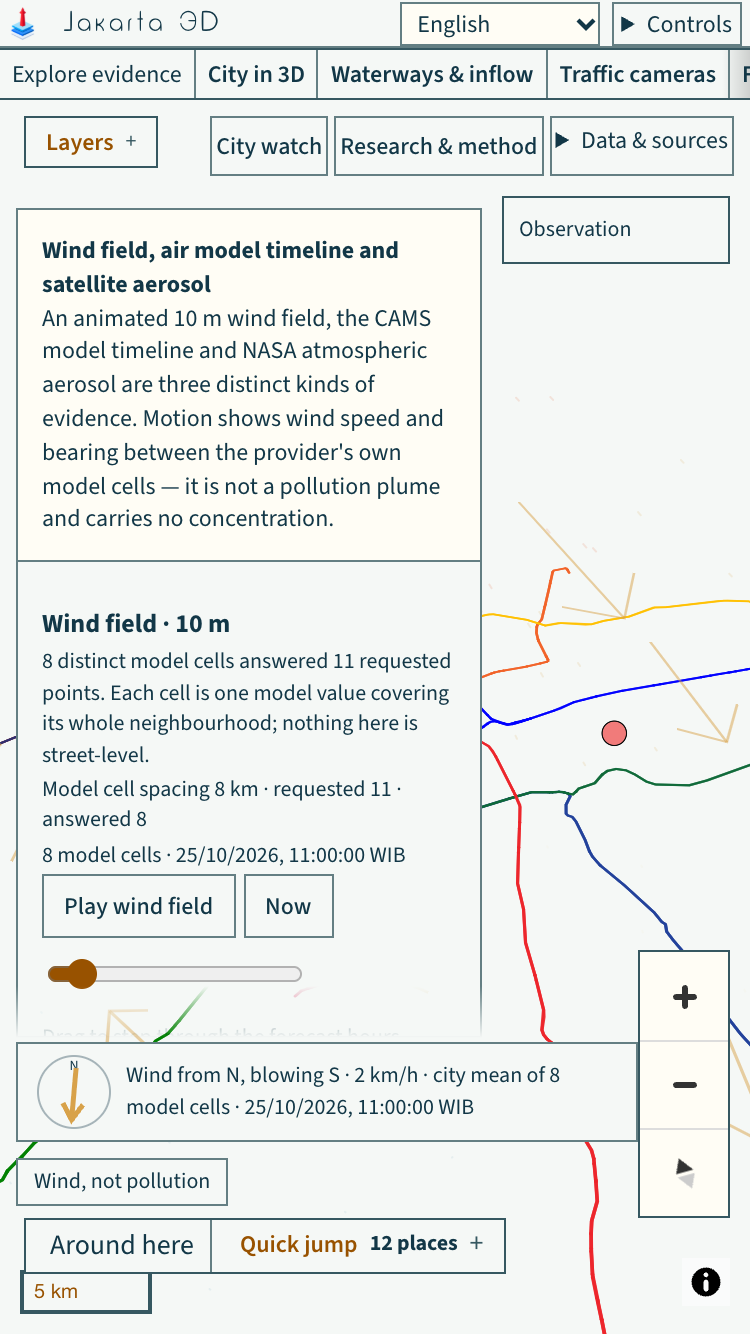 Jakarta 3D
English
Controls
Explore evidence
City in 3D
Waterways & inflow
Traffic cameras
Layers +
City watch
Research & method
Data & sources
Observation
Wind field, air model timeline and
satellite aerosol
An animated 10 m wind field, the CAMS
model timeline and NASA atmospheric
aerosol are three distinct kinds of
evidence. Motion shows wind speed and
bearing between the provider's own
model cells — it is not a pollution plume
and carries no concentration.
Wind field · 10 m
8 distinct model cells answered 11 requested
points. Each cell is one model value covering
its whole neighbourhood; nothing here is
street-level.
Model cell spacing 8 km · requested 11 ·
answered 8
8 model cells · 25/10/2026, 11:00:00 WIB
Play wind field
Now
Drag to step through the forecast hours
N
Wind from N, blowing S · 2 km/h · city mean of 8
model cells · 25/10/2026, 11:00:00 WIB
Wind, not pollution
Around here
Quick jump 12 places +
5 km